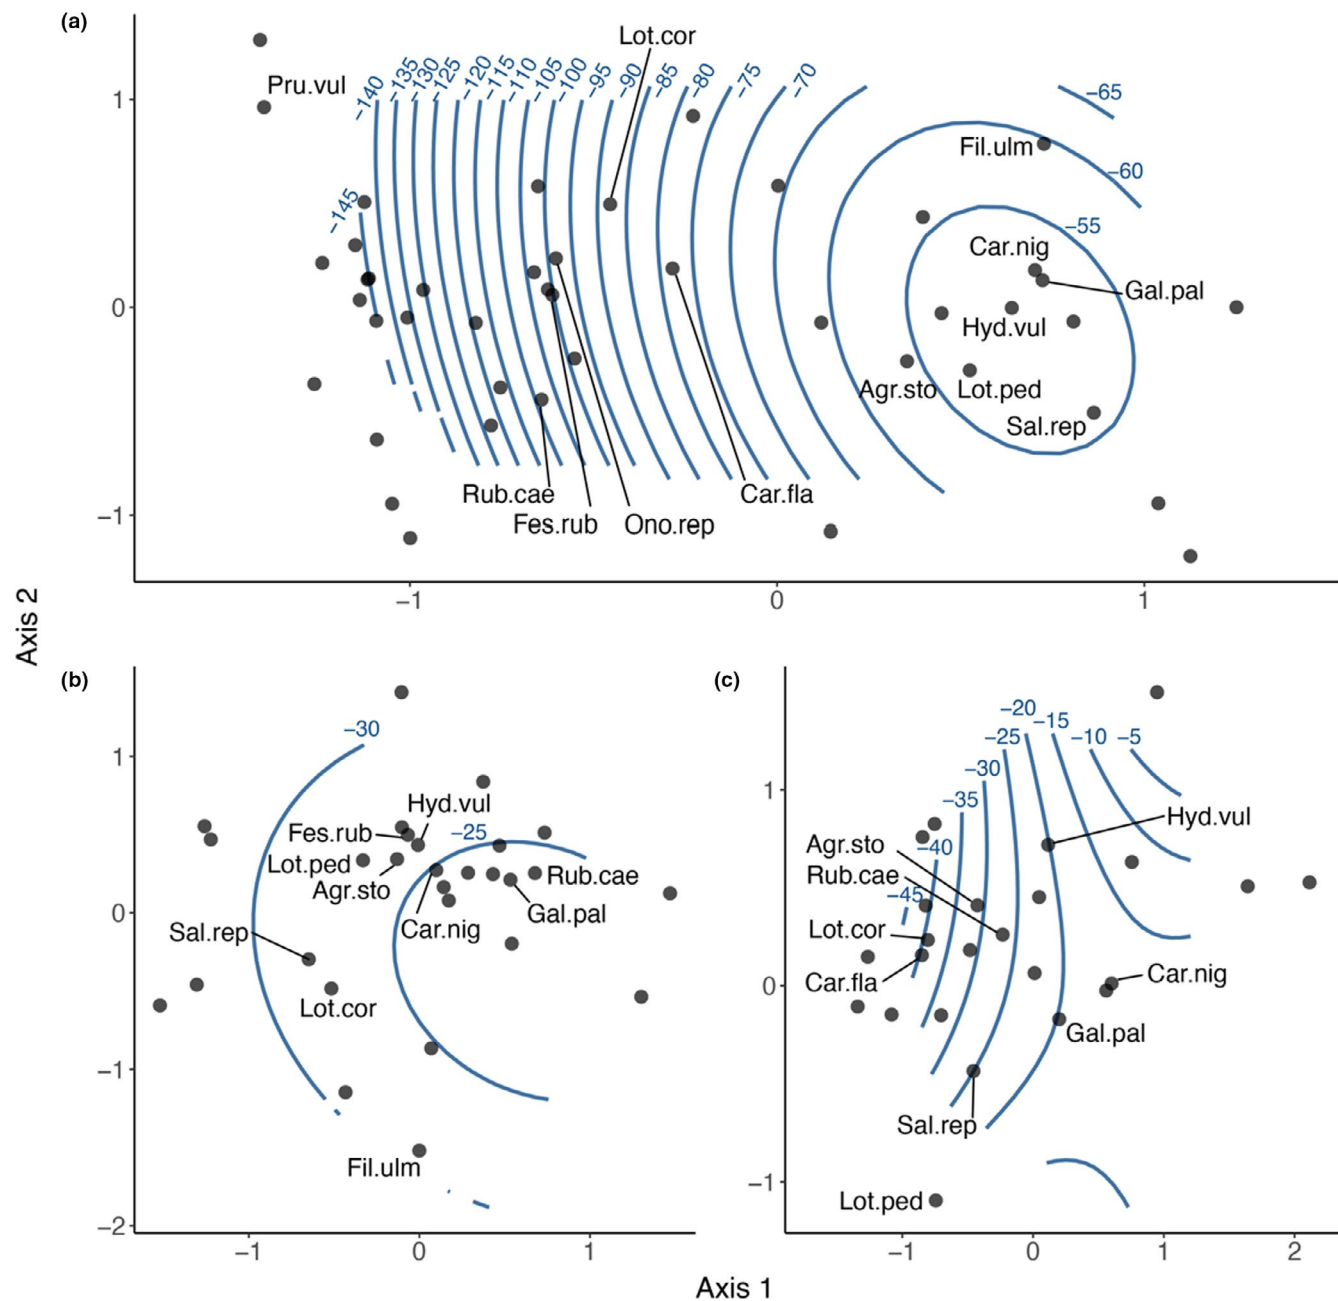 (a)
Lot.cor
−140
−135
−130
−125
−120
−115
−110
−105
−100
−95
−90
−85
−80
−75
−70
−65
Pru.vul
1
Fil.ulm
−60
−145
−55
Car.nig
Gal.pal
0
Hyd.vul
Agr.sto
Lot.ped
Sal.rep
Rub.cae
Car.fla
Fes.rub
Ono.rep
−1
−1
0
1
Axis 2
(b)
−30
1
Hyd.vul
Fes.rub
−25
Lot.ped
Agr.sto
Rub.cae
Gal.pal
0
Car.nig
Sal.rep
Lot.cor
−1
Fil.ulm
−2
−1
0
1
(c)
−20
−15
−25
−10
−5
−30
1
−35
Hyd.vul
Agr.sto
−40
Rub.cae
−45
Lot.cor
Car.fla
Car.nig
0
Gal.pal
Sal.rep
−1
Lot.ped
−1
0
1
2
Axis 1